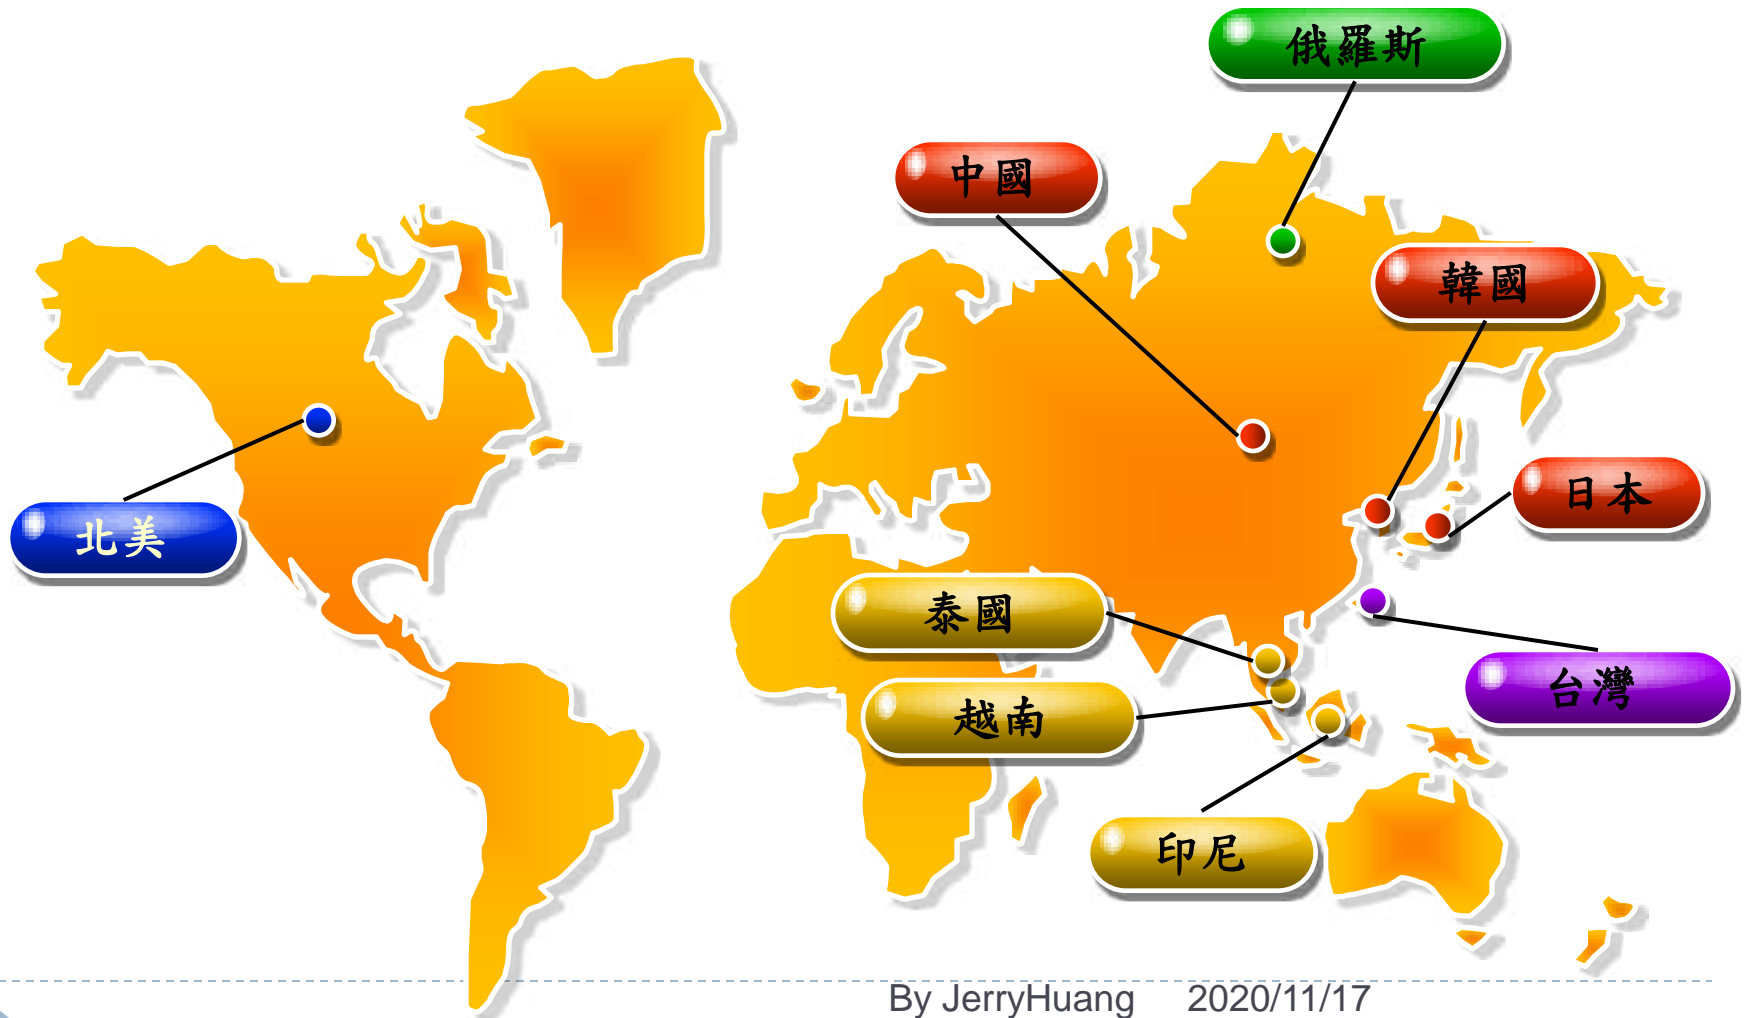 俄羅斯
中國
韓國
日本
北美
泰國
台灣
越南
印尼
By JerryHuang 2020/11/17